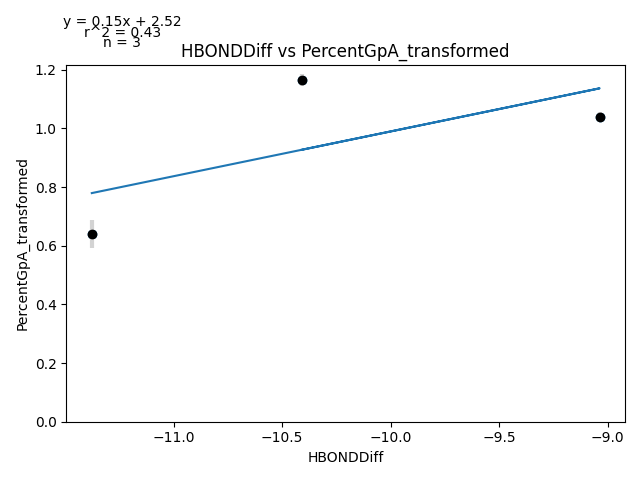 y = 0.15x + 2.52
r^2 = 0.43
n = 3
HBONDDiff vs PercentGpA_transformed
1.2
1.0
0.8
0.6
0.4
0.2
0.0
PercentGpA_transformed
−11.0
−10.5
−10.0
−9.5
−9.0
HBONDDiff